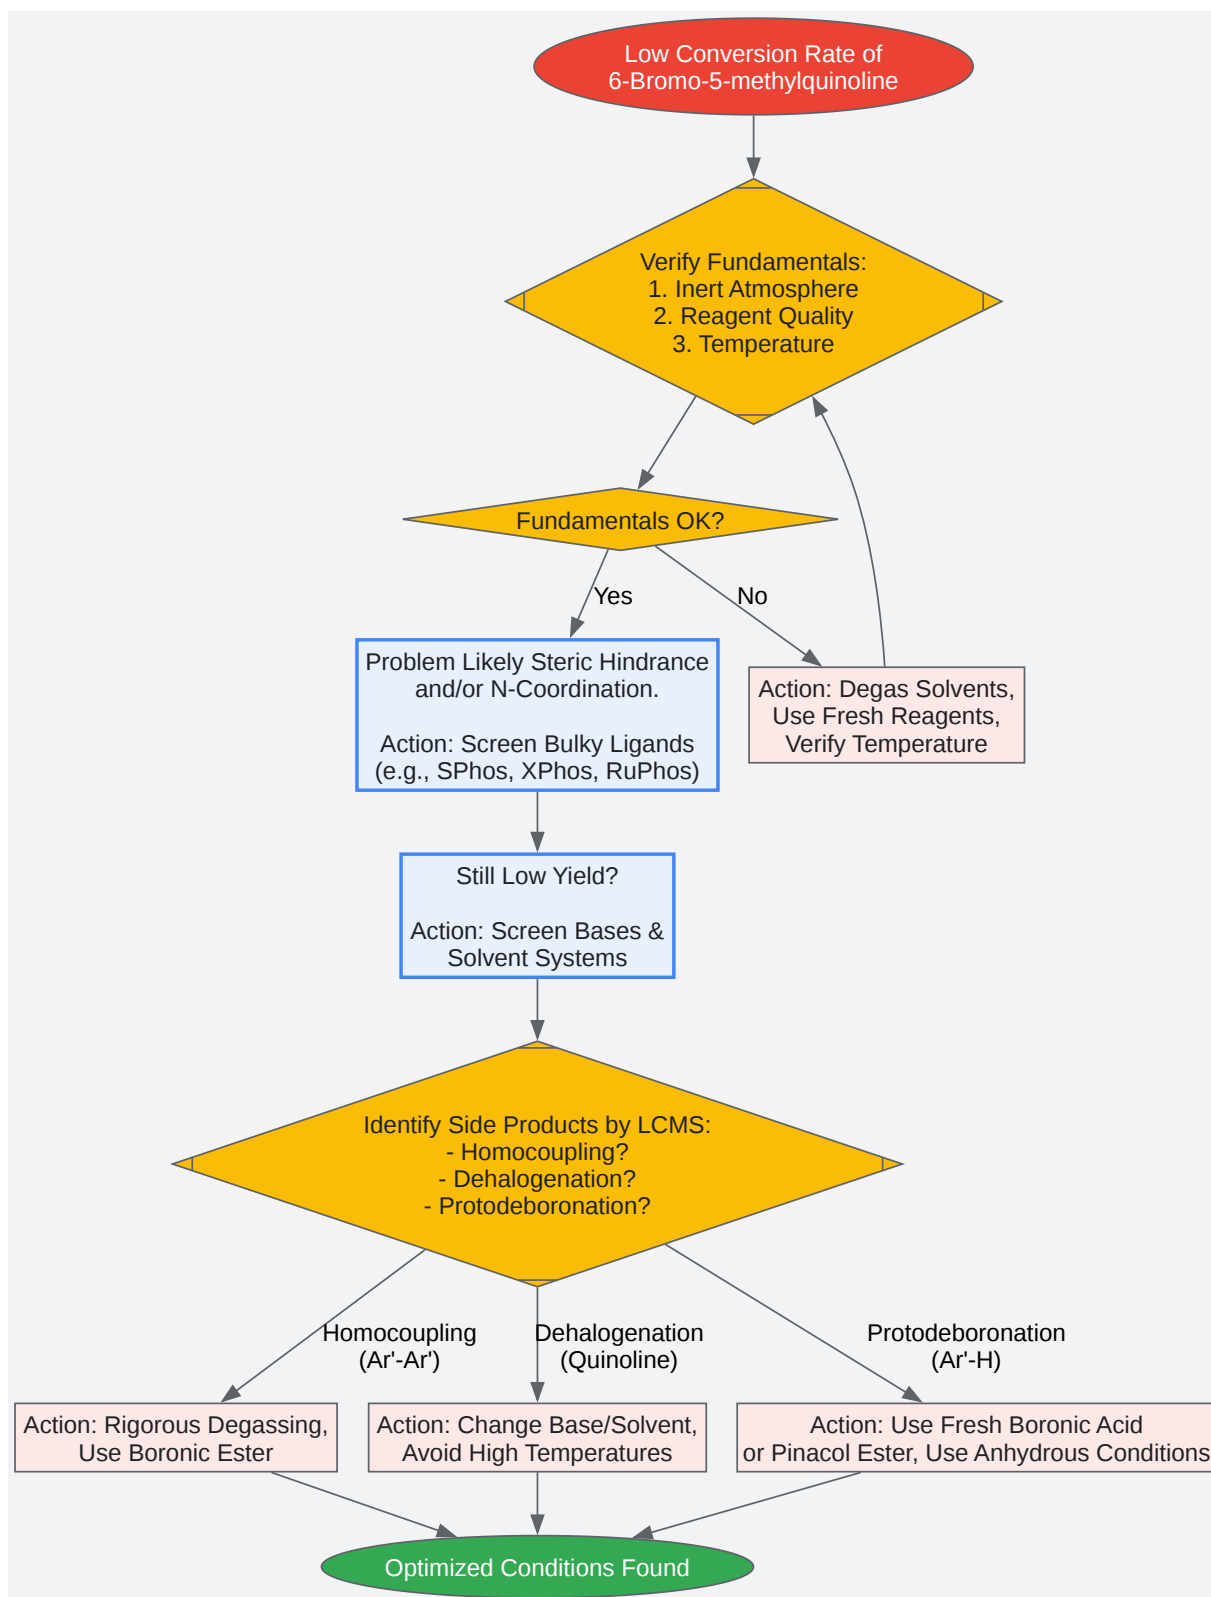 Low Conversion Rate of
6-Bromo-5-methylquinoline
Verify Fundamentals:
1. Inert Atmosphere
2. Reagent Quality
3. Temperature
Fundamentals OK?
Yes
No
Problem Likely Steric Hindrance
and/or N-Coordination.
Action: Screen Bulky Ligands
(e.g., SPhos, XPhos, RuPhos)
Action: Degas Solvents,
Use Fresh Reagents,
Verify Temperature
Still Low Yield?
Action: Screen Bases &
Solvent Systems
Identify Side Products by LCMS:
- Homocoupling?
- Dehalogenation?
- Protodeboronation?
Homocoupling
(Ar'-Ar')
Dehalogenation
(Quinoline)
Protodeboronation
(Ar'-H)
Action: Rigorous Degassing,
Use Boronic Ester
Action: Change Base/Solvent,
Avoid High Temperatures
Action: Use Fresh Boronic Acid
or Pinacol Ester, Use Anhydrous Conditions
Optimized Conditions Found